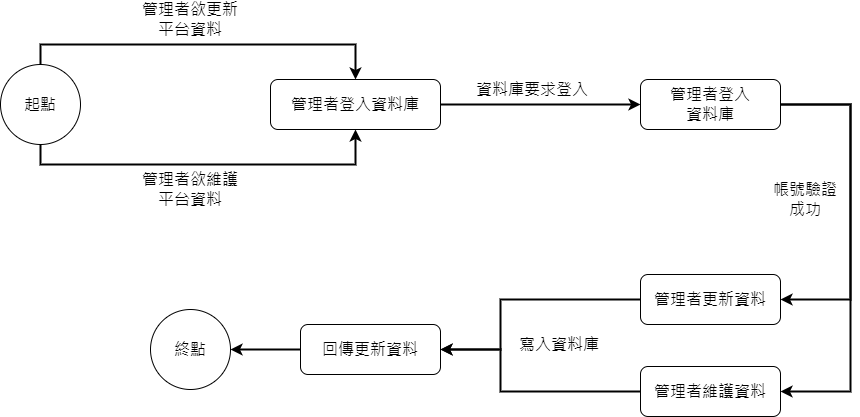 管理者欲更新
平台資料
起點
管理者登入資料庫
資料庫要求登入
管理者登入
資料庫
管理者欲維護
平台資料
帳號驗證
成功
管理者更新資料
寫入資料庫
回傳更新資料
終點
管理者維護資料